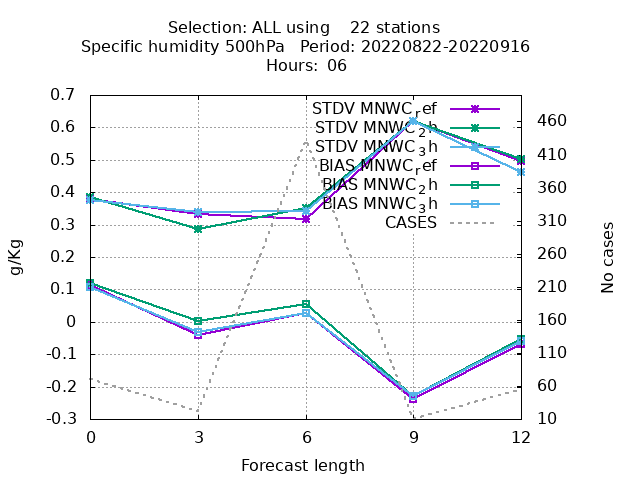 Selection: ALL using    22 stations
Specific humidity 500hPa   Period: 20220822-20220916
Hours:  06
0.7
0.6
0.5
0.4
0.3
0.2
0.1
0
-0.1
-0.2
-0.3
g/Kg
STDV MNWC_ref
STDV MNWC_2h
STDV MNWC_3h
BIAS MNWC_ref
BIAS MNWC_2h
BIAS MNWC_3h
CASES
460
410
360
310
260
210
160
110
60
10
No cases
0 3 6 9 12
Forecast length